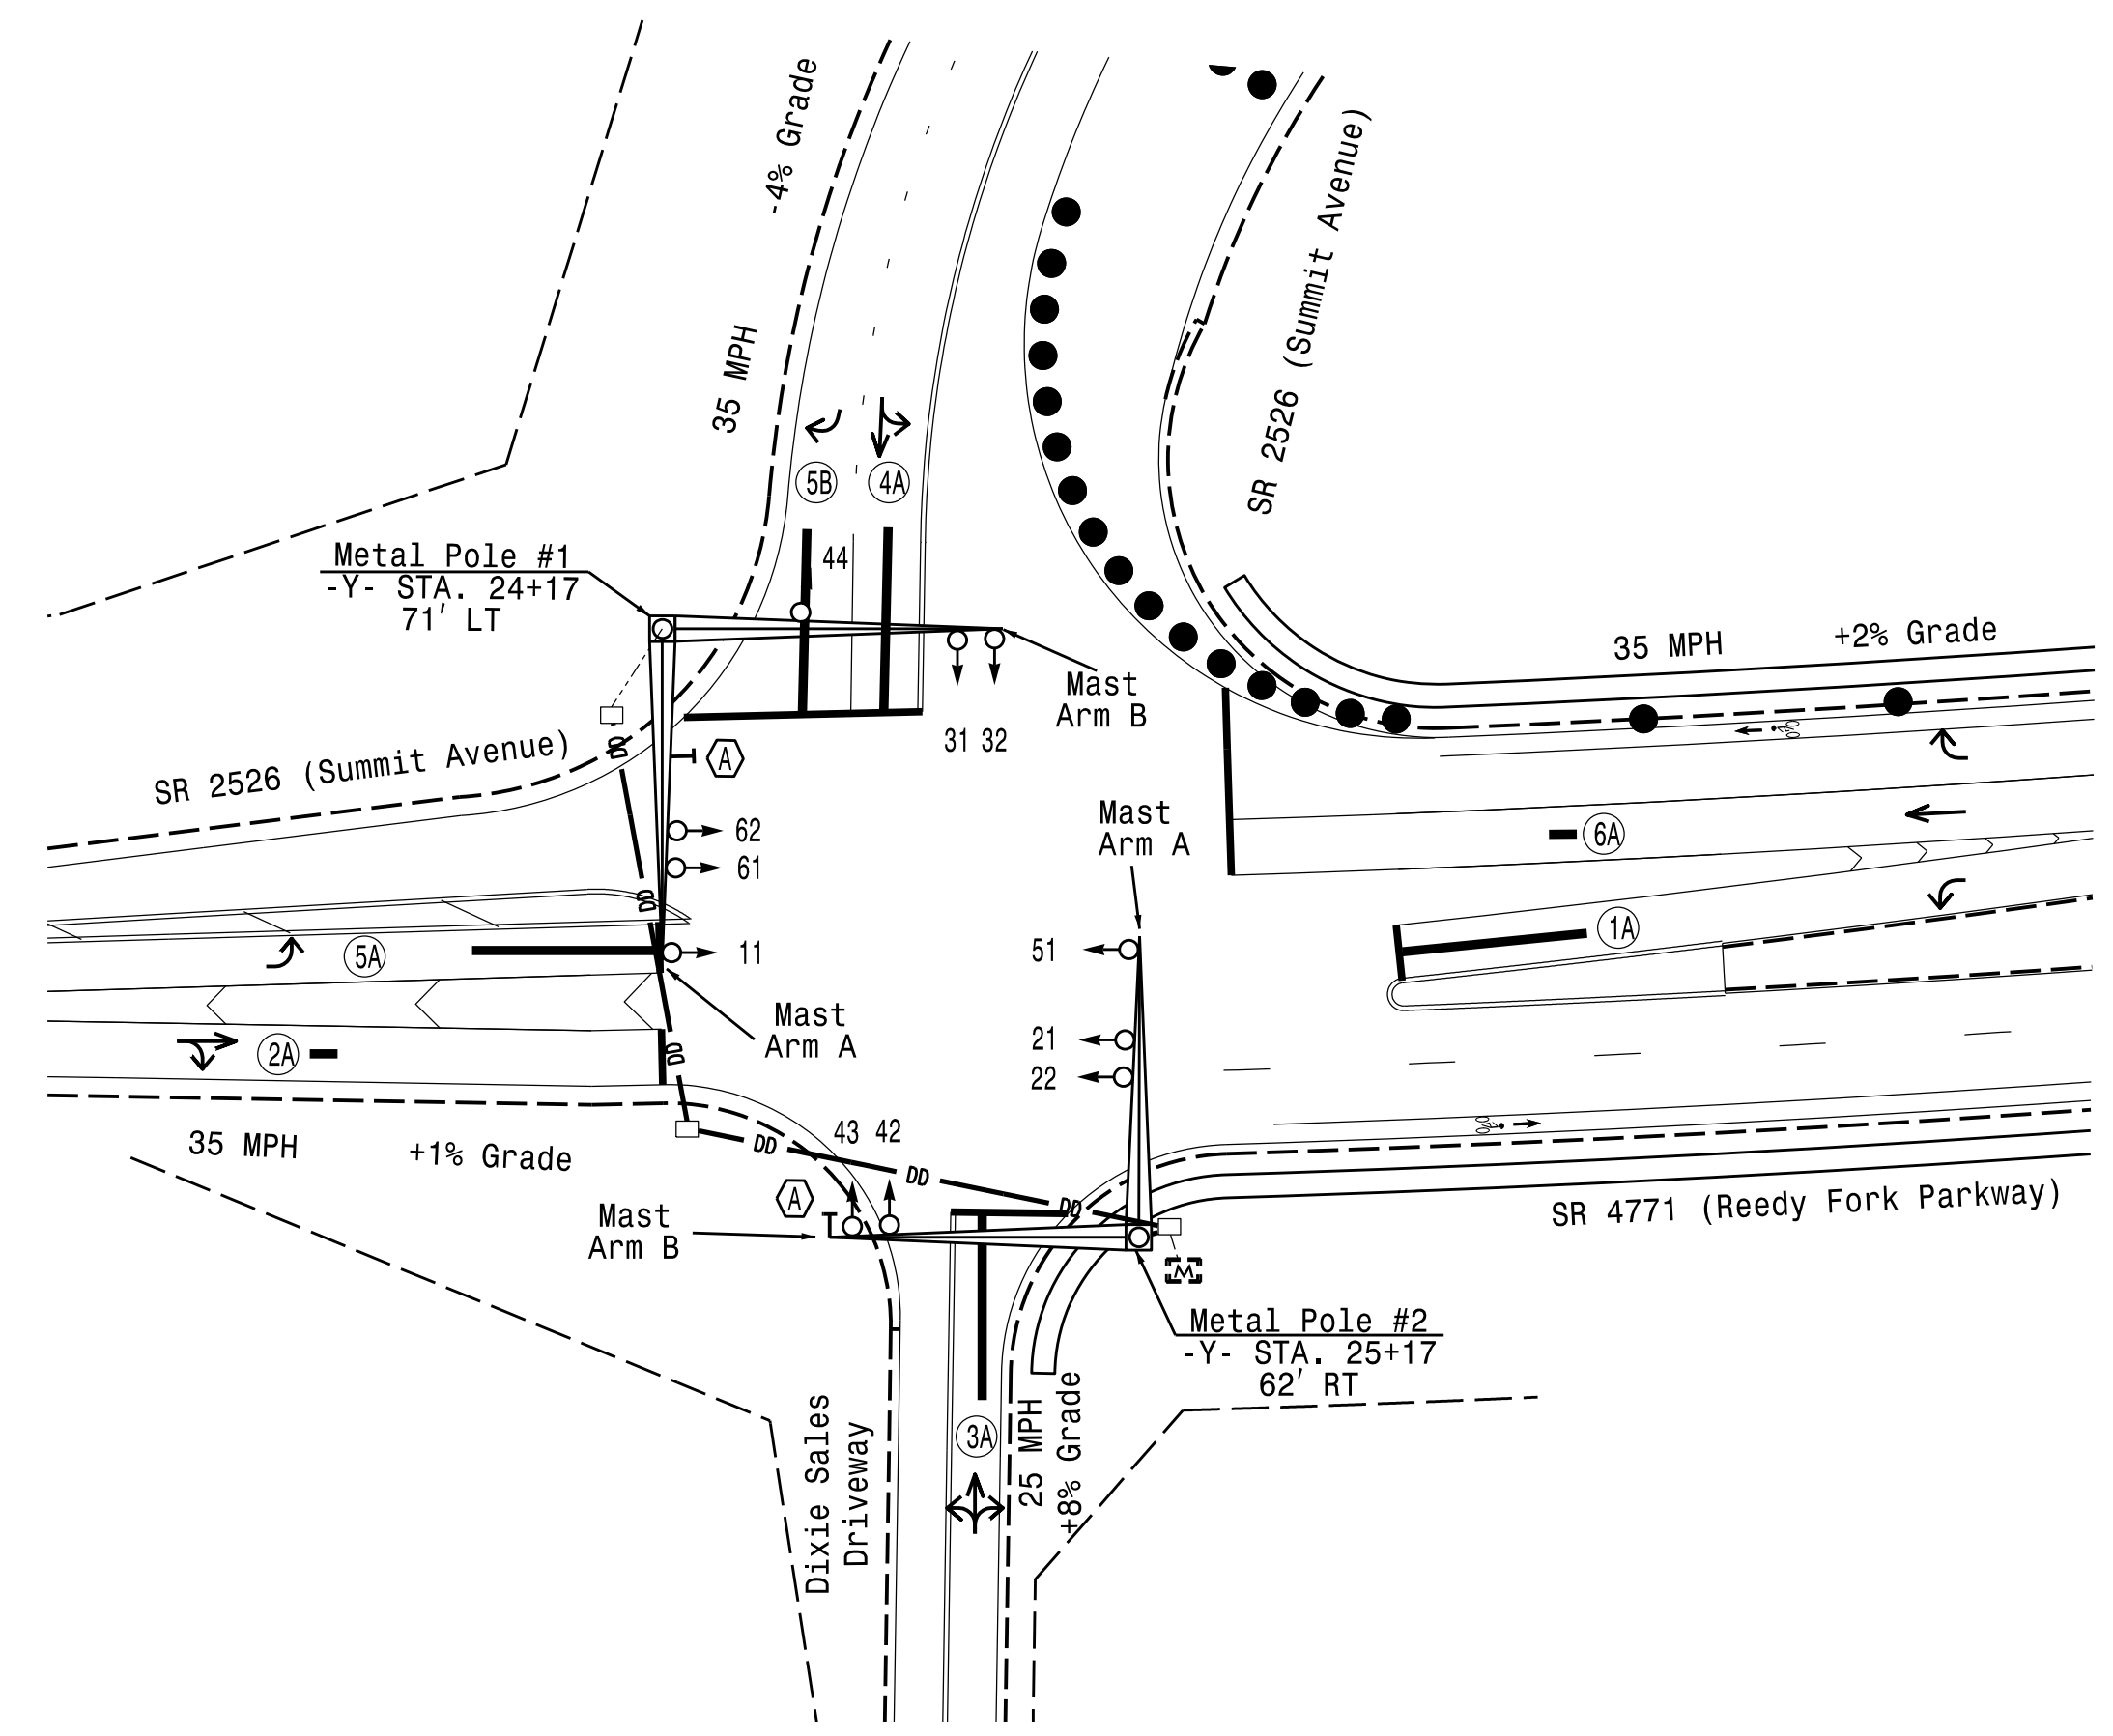 -4% Grade
SR 2526 (Summit Avenue)
35 MPH
5B
4A
44
Metal Pole #1
-Y- STA. 24+17
71' LT
35 MPH
+2% Grade
Mast
Arm B
31 32
SR 2526 (Summit Avenue)
DD
A
62
61
Mast
Arm A
6A
1A
DD
5A
11
51
Mast
Arm A
21
22
2A
DD
35 MPH
+1% Grade
43 42
DD
DD
DD
A
Mast
Arm B
SR 4771 (Reedy Fork Parkway)
M
Metal Pole #2
-Y- STA. 25+17
62' RT
3A
25 MPH
+8% Grade
Dixie Sales
Driveway